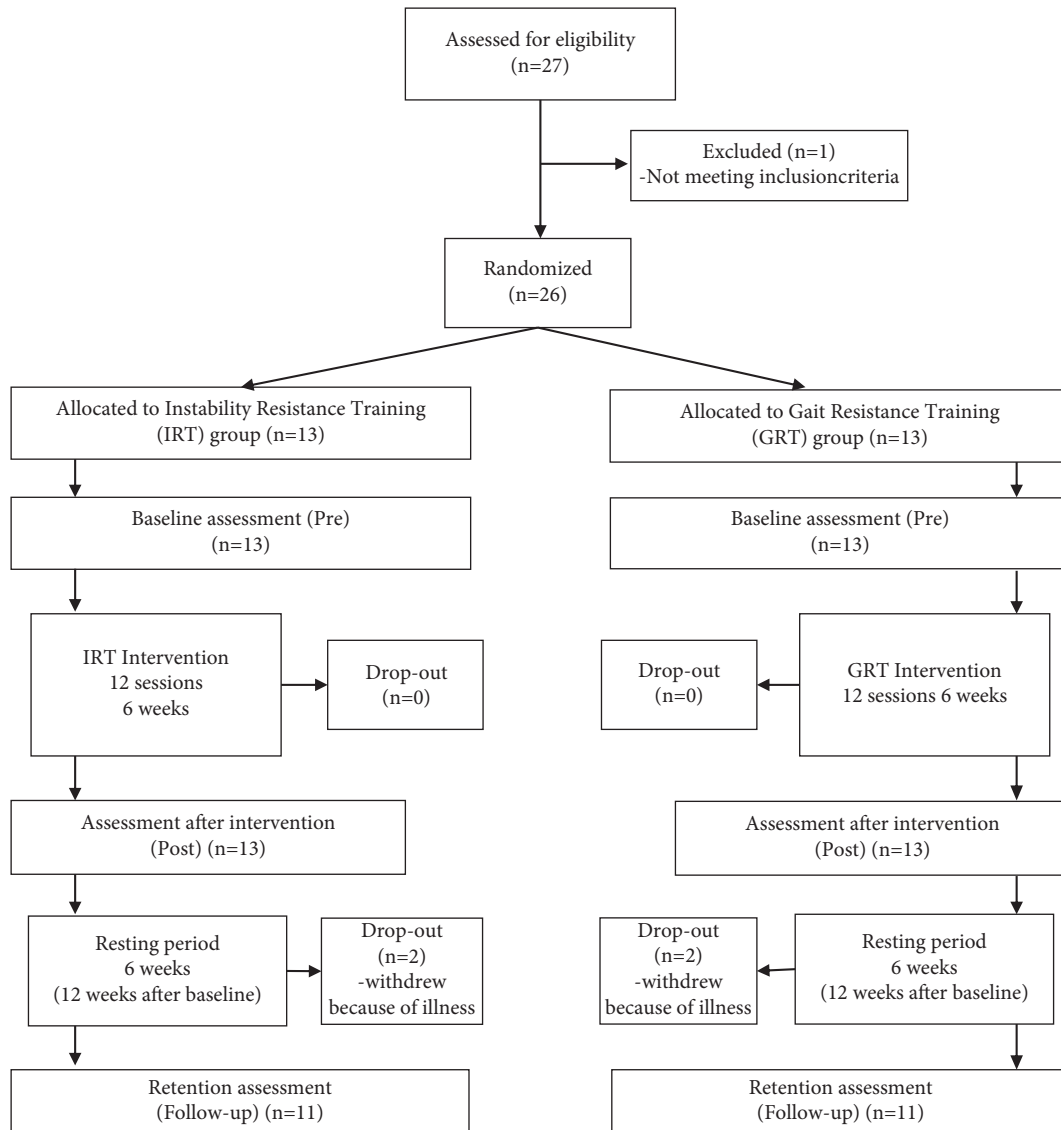 Assessed for eligibility
(n=27)
Excluded (n=1)
-Not meeting inclusioncriteria
Randomized
(n=26)
Allocated to Instability Resistance Training
(IRT) group (n=13)
Allocated to Gait Resistance Training
(GRT) group (n=13)
Baseline assessment (Pre)
(n=13)
Baseline assessment (Pre)
(n=13)
IRT Intervention
12 sessions
6 weeks
Drop-out
(n=0)
Drop-out
(n=0)
GRT Intervention
12 sessions 6 weeks
Assessment after intervention
(Post) (n=13)
Assessment after intervention
(Post) (n=13)
Resting period
6 weeks
(12 weeks after baseline)
Drop-out
(n=2)
-withdrew
because of illness
Drop-out
(n=2)
-withdrew
because of illness
Resting period
6 weeks
(12 weeks after baseline)
Retention assessment
(Follow-up) (n=11)
Retention assessment
(Follow-up) (n=11)